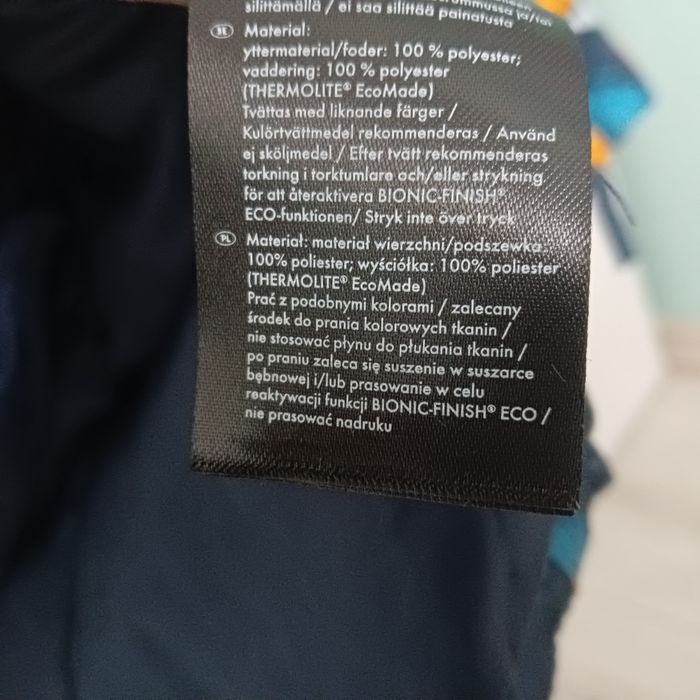 silittämällä / ei saa silittää painatusta
SE Material:
yttermaterial/foder: 100 % polyester;
vaddering: 100 % polyester
(THERMOLITE® EcoMade)
Tvättas med liknande färger /
Kulörtvättmedel rekommenderas / Använd
ej sköljmedel / Efter tvätt rekommenderas
torkning i torktumlare och/eller strykning
för att återaktivera BIONIC-FINISH®
ECO-funktionen/ Stryk inte över tryck
PL Materiał: materiał wierzchni/podszewka:
100% poliester; wyściółka: 100% poliester
(THERMOLITE® EcoMade)
Prać z podobnymi kolorami / zalecany
środek do prania kolorowych tkanin /
nie stosować płynu do płukania tkanin /
po praniu zaleca się suszenie w suszarce
bębnowej i/lub prasowanie w celu
reaktywacji funkcji BIONIC-FINISH® ECO /
nie prasować nadruku